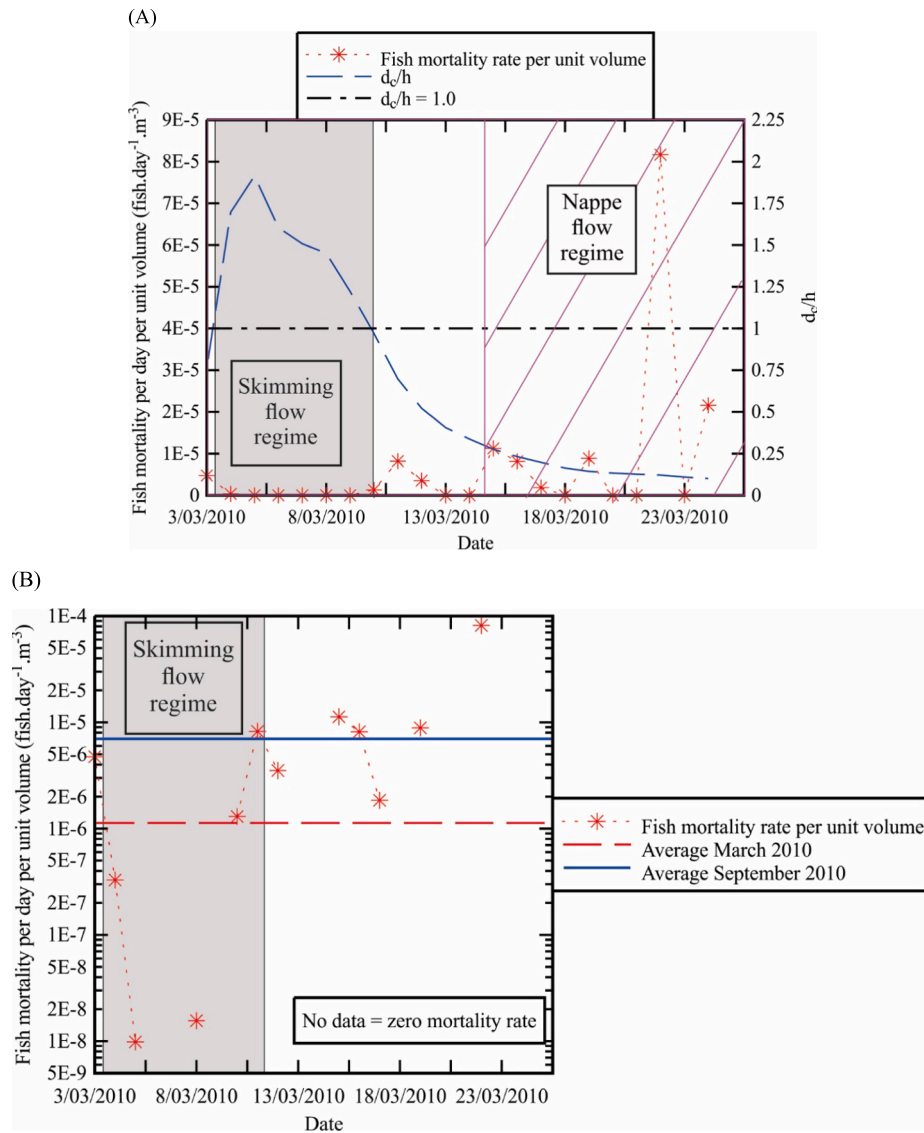 (A)
Fish mortality rate per unit volume
d_c/h
d_c/h = 1.0
Fish mortality per day per unit volume (fish.day⁻¹.m⁻³)
9E-5
8E-5
7E-5
6E-5
5E-5
4E-5
3E-5
2E-5
1E-5
0
2.25
2
1.75
1.5
1.25
1
0.75
0.5
0.25
0
d_c/h
Skimming
flow
regime
Nappe
flow
regime
3/03/2010 8/03/2010 13/03/2010 18/03/2010 23/03/2010
Date
(B)
Fish mortality per day per unit volume (fish.day⁻¹.m⁻³)
1E-4
5E-5
2E-5
1E-5
5E-6
2E-6
1E-6
5E-7
2E-7
1E-7
5E-8
2E-8
1E-8
5E-9
Skimming
flow
regime
No data = zero mortality rate
3/03/2010 8/03/2010 13/03/2010 18/03/2010 23/03/2010
Date
Fish mortality rate per unit volume
Average March 2010
Average September 2010